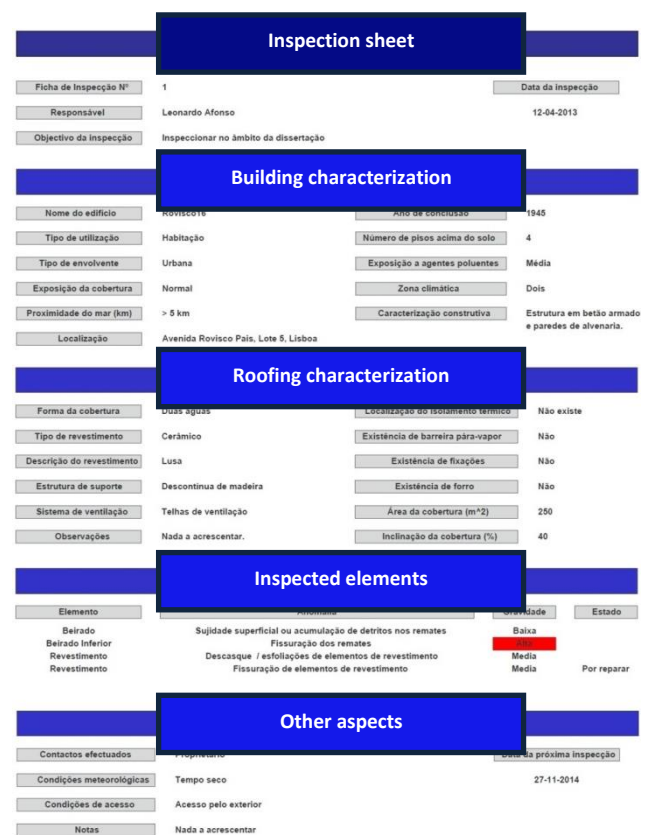 Inspection sheet
Ficha de Inspecção Nº 1 Data da inspecção
Responsável Leonardo Afonso 12-04-2013
Objectivo da inspecção Inspeccionar no âmbito da dissertação
Building characterization
Nome do edifício Rovisco16 Ano de conclusão 1945
Tipo de utilização Habitação Número de pisos acima do solo 4
Tipo de envolvente Urbana Exposição a agentes poluentes Média
Exposição da cobertura Normal Zona climática Dois
Proximidade do mar (km) > 5 km Caracterização construtiva Estrutura em betão armado
e paredes de alvenaria.
Localização Avenida Rovisco Pais, Lote 5, Lisboa
Roofing characterization
Forma da cobertura Duas águas Localização do isolamento térmico Não existe
Tipo de revestimento Cerâmico Existência de barreira pára-vapor Não
Descrição do revestimento Lusa Existência de fixações Não
Estrutura de suporte Descontínua de madeira Existência de forro Não
Sistema de ventilação Telhas de ventilação Área da cobertura (m^2) 250
Observações Nada a acrescentar. Inclinação da cobertura (%) 40
Inspected elements
Elemento Anomalia Gravidade Estado
Beirado Sujidade superficial ou acumulação de detritos nos remates Baixa
Beirado Inferior Fissuração dos remates Alta
Revestimento Descasque / esfoliações de elementos de revestimento Media
Revestimento Fissuração de elementos de revestimento Media Por reparar
Other aspects
Contactos efectuados Proprietário Data da próxima inspecção
Condições meteorológicas Tempo seco 27-11-2014
Condições de acesso Acesso pelo exterior
Notas Nada a acrescentar